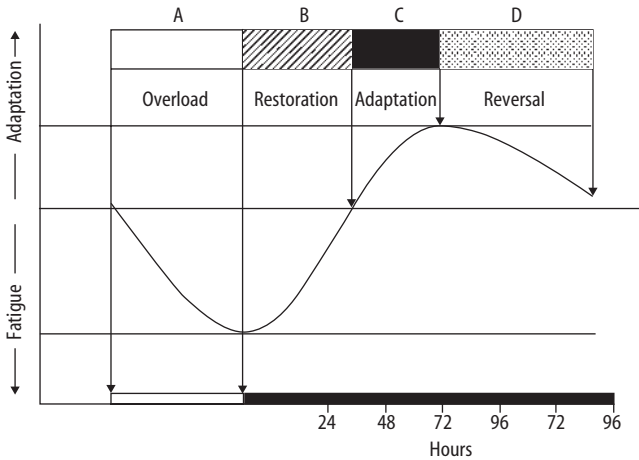 A B C D
Overload Restoration Adaptation Reversal
Adaptation
Fatigue
24 48 72 96 72 96
Hours